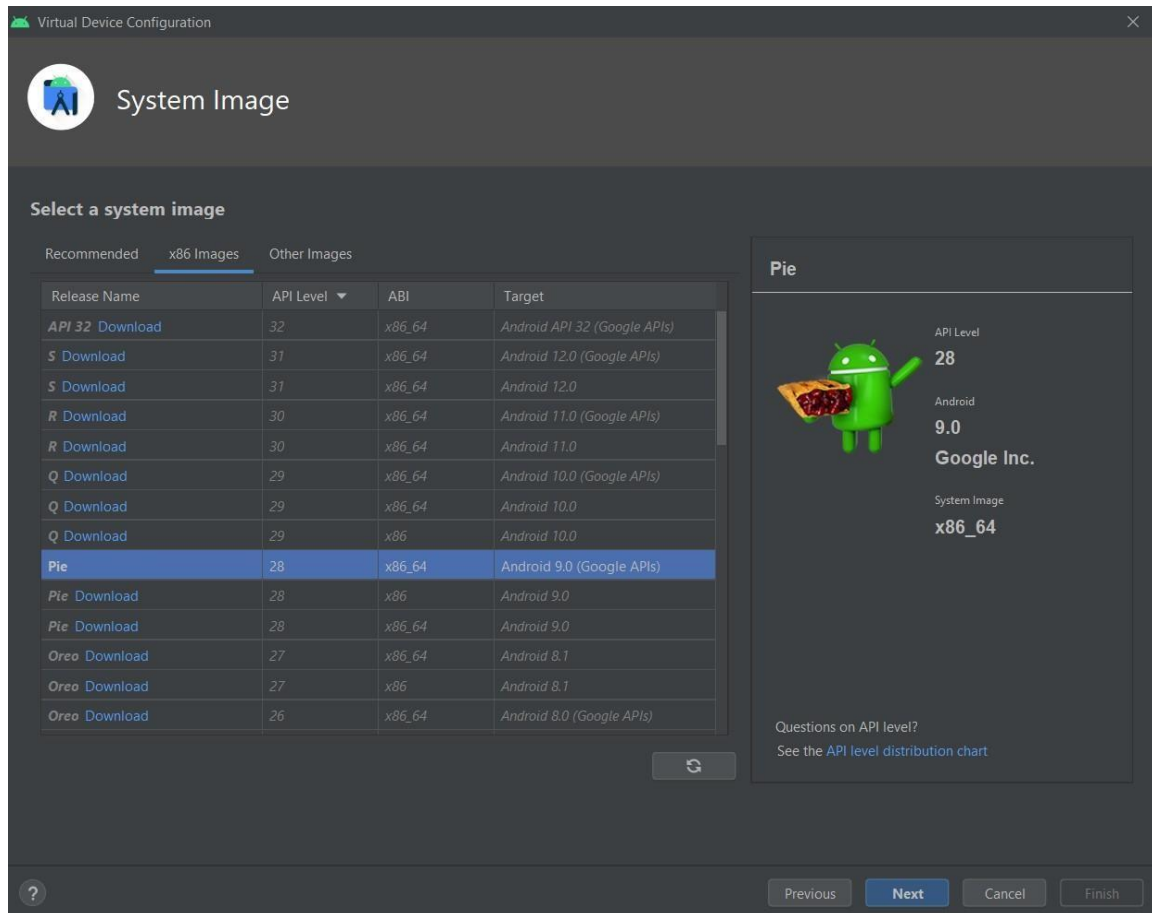 Virtual Device Configuration
System Image
Select a system image
Recommended x86 Images Other Images
Release Name API Level ABI Target
API 32 Download 32 x86_64 Android API 32 (Google APIs)
S Download 31 x86_64 Android 12.0 (Google APIs)
S Download 31 x86_64 Android 12.0
R Download 30 x86_64 Android 11.0 (Google APIs)
R Download 30 x86_64 Android 11.0
Q Download 29 x86_64 Android 10.0 (Google APIs)
Q Download 29 x86_64 Android 10.0
Q Download 29 x86 Android 10.0
Pie 28 x86_64 Android 9.0 (Google APIs)
Pie Download 28 x86 Android 9.0
Pie Download 28 x86_64 Android 9.0
Oreo Download 27 x86_64 Android 8.1
Oreo Download 27 x86 Android 8.1
Oreo Download 26 x86_64 Android 8.0 (Google APIs)
Pie
API Level
28
Android
9.0
Google Inc.
System Image
x86_64
Questions on API level?
See the API level distribution chart
? Previous Next Cancel Finish